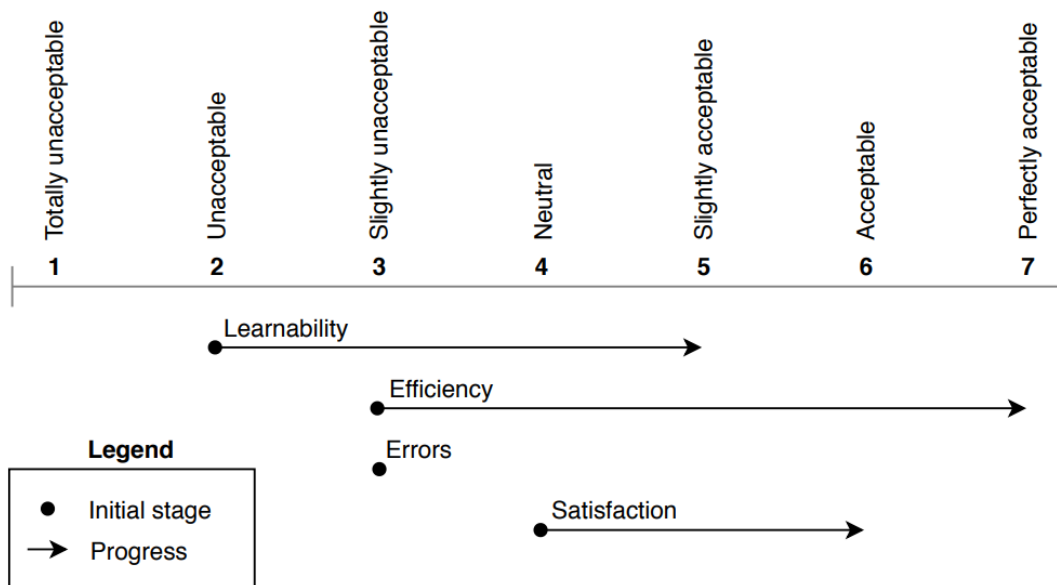 Totally unacceptable
Unacceptable
Slightly unacceptable
Neutral
Slightly acceptable
Acceptable
Perfectly acceptable
1 2 3 4 5 6 7
Learnability
Efficiency
Errors
Satisfaction
Legend
Initial stage
Progress